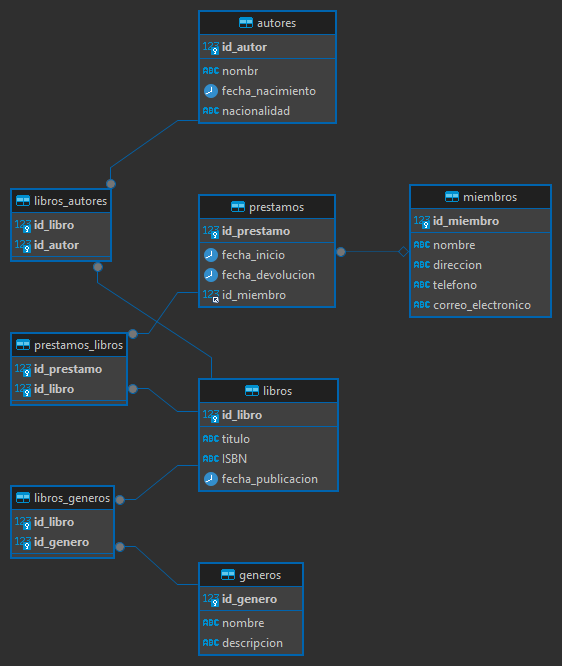 autores
123 id_autor
ABC nombr
fecha_nacimiento
ABC nacionalidad
libros_autores
123 id_libro
123 id_autor
prestamos
123 id_prestamo
fecha_inicio
fecha_devolucion
123 id_miembro
miembros
123 id_miembro
ABC nombre
ABC direccion
ABC telefono
ABC correo_electronico
prestamos_libros
123 id_prestamo
123 id_libro
libros
123 id_libro
ABC titulo
ABC ISBN
fecha_publicacion
libros_generos
123 id_libro
123 id_genero
generos
123 id_genero
ABC nombre
ABC descripcion